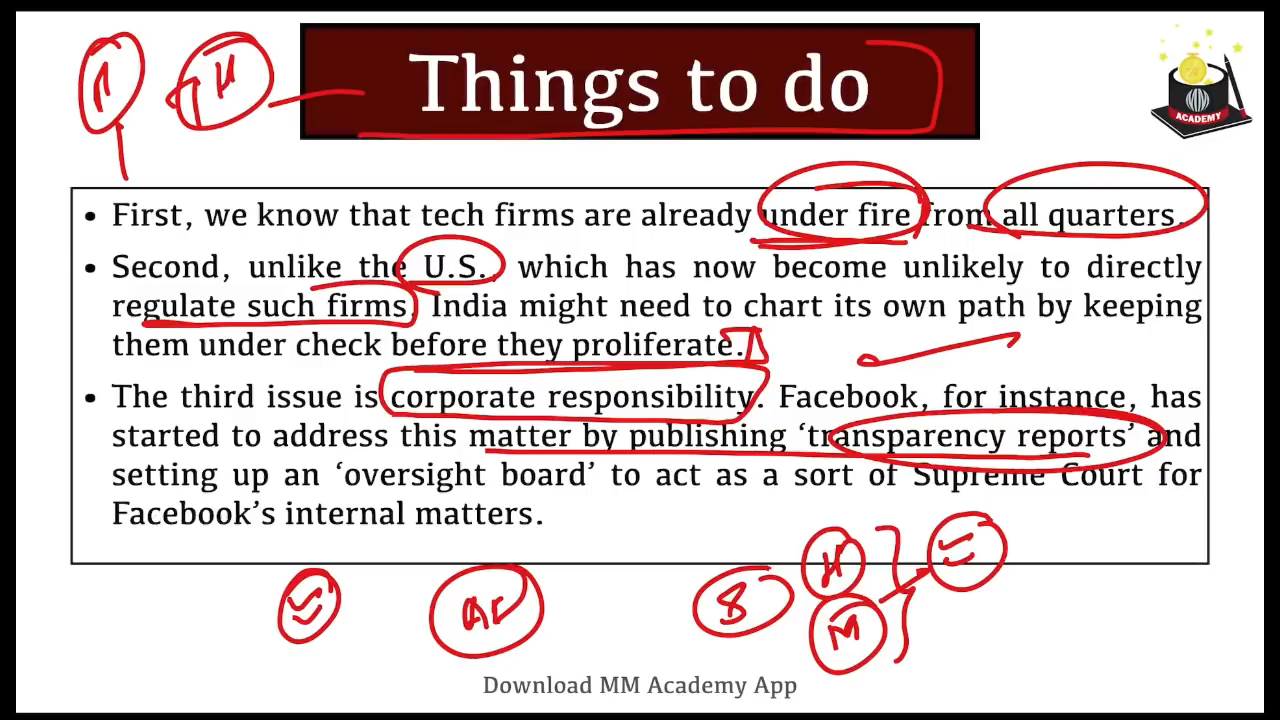 Things to do
ACADEMY
• First, we know that tech firms are already under fire from all quarters.
• Second, unlike the U.S., which has now become unlikely to directly
regulate such firms, India might need to chart its own path by keeping
them under check before they proliferate.
• The third issue is corporate responsibility. Facebook, for instance, has
started to address this matter by publishing ‘transparency reports’ and
setting up an ‘oversight board’ to act as a sort of Supreme Court for
Facebook’s internal matters.
Download MM Academy App